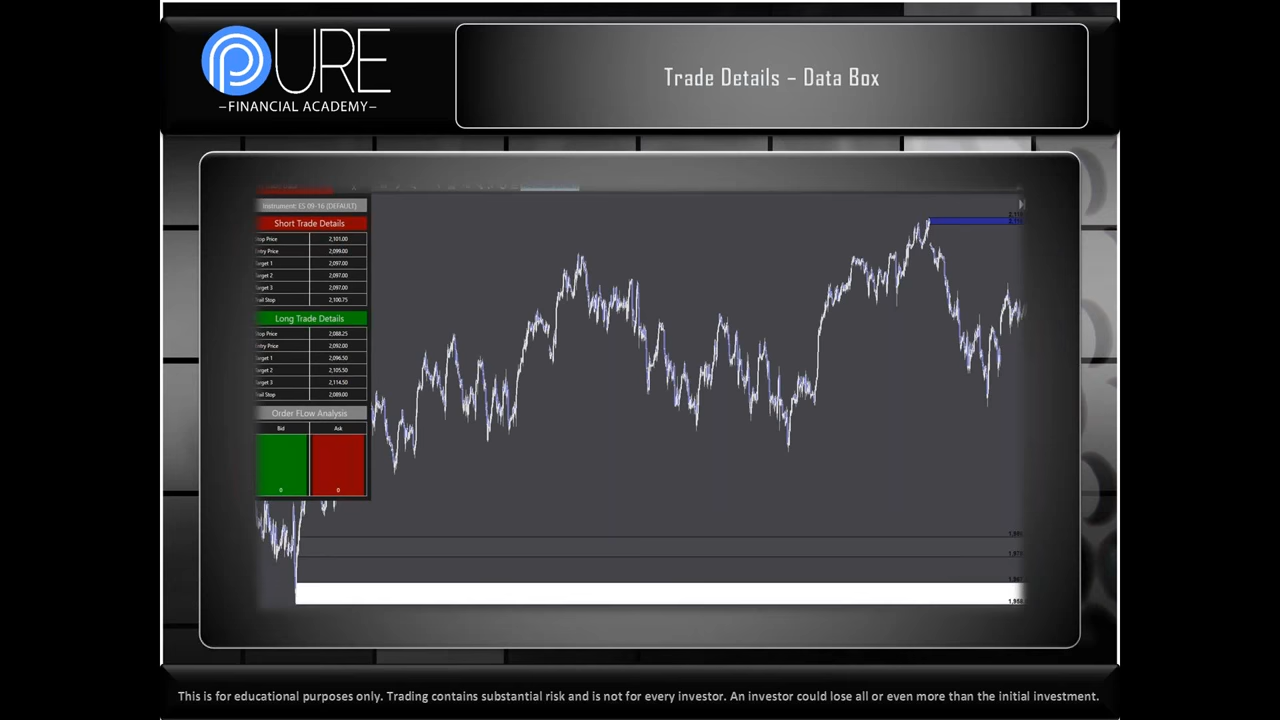 PURE
–FINANCIAL ACADEMY–
Trade Details – Data Box
Instrument: ES 09-16 (DEFAULT)
Short Trade Details
Stop Price 2,101.00
Entry Price 2,099.00
Target 1 2,097.00
Target 2 2,097.00
Target 3 2,097.00
Trail Stop 2,100.75
Long Trade Details
Stop Price 2,088.25
Entry Price 2,092.00
Target 1 2,096.50
Target 2 2,105.50
Target 3 2,114.50
Trail Stop 2,089.00
Order FLow Analysis
Bid Ask
0 0
This is for educational purposes only. Trading contains substantial risk and is not for every investor. An investor could lose all or even more than the initial investment.